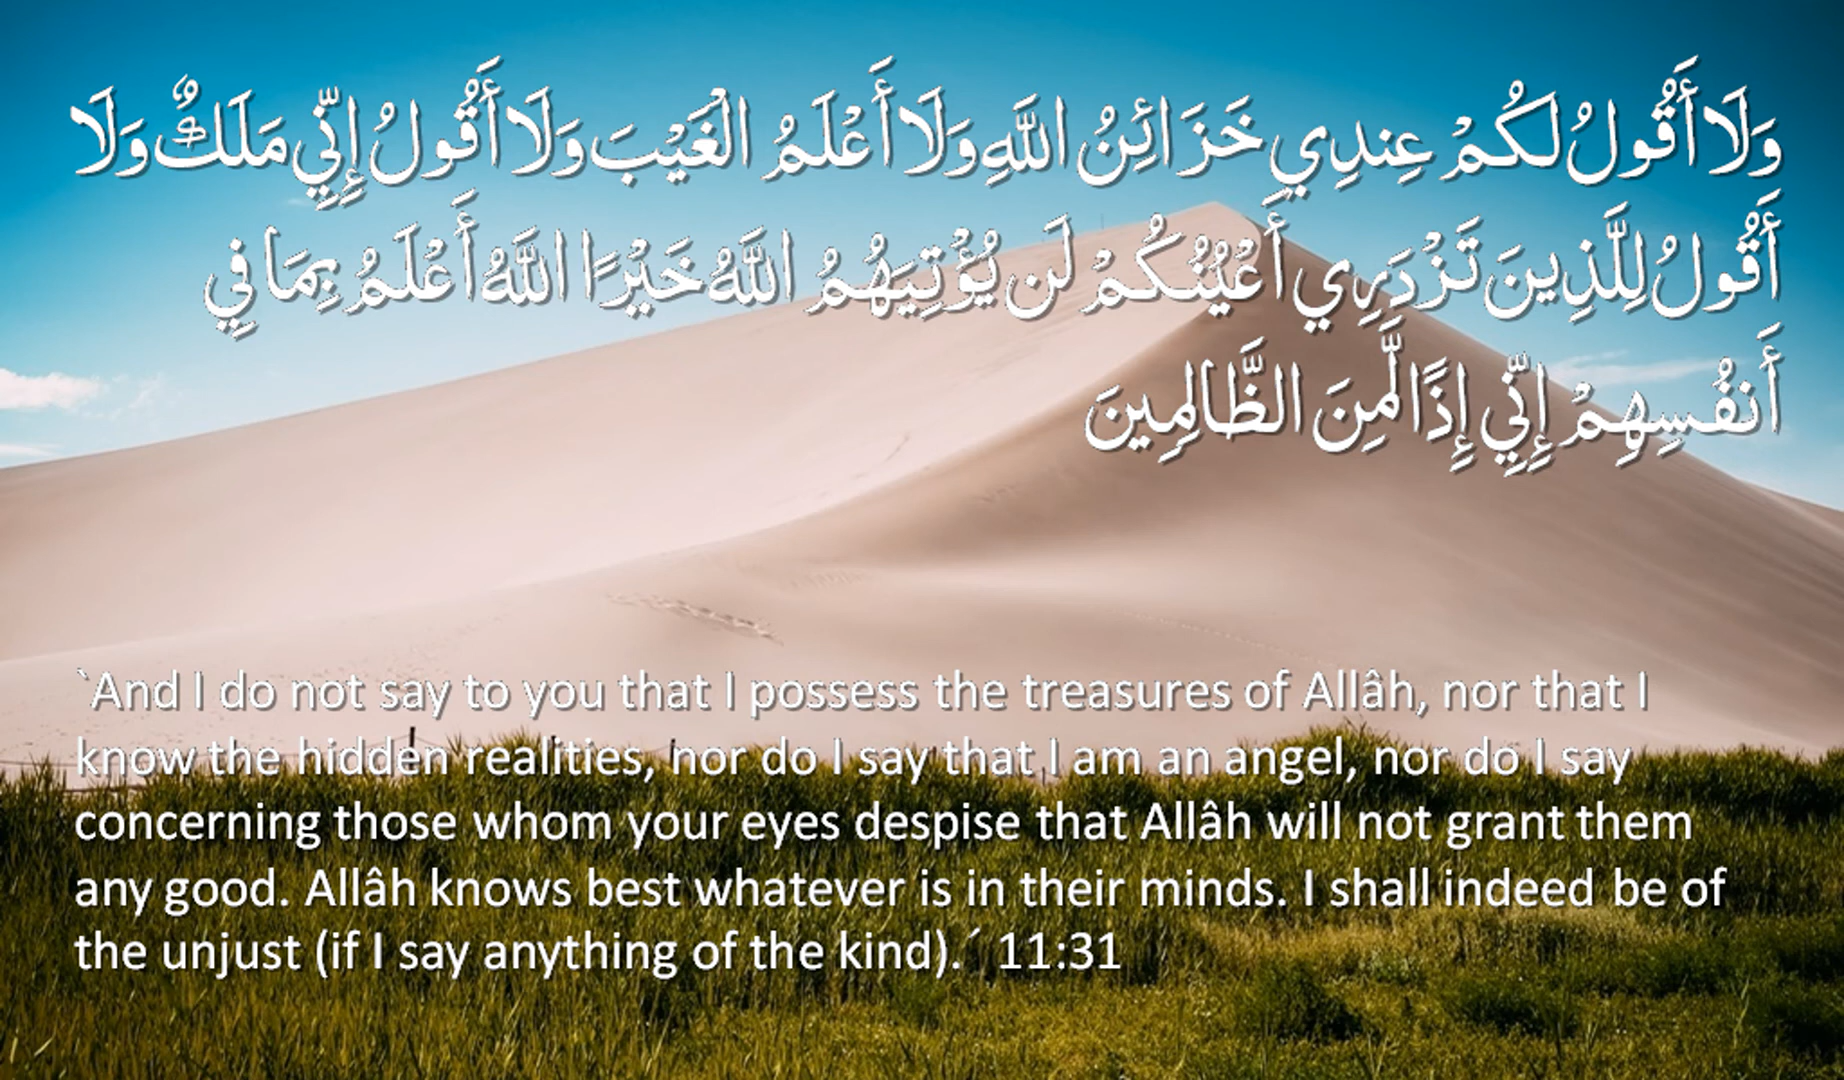 وَلَا أَقُولُ لَكُمْ عِندِي خَزَائِنُ اللَّهِ وَلَا أَعْلَمُ الْغَيْبَ وَلَا أَقُولُ إِنِّي مَلَكٌ وَلَا
أَقُولُ لِلَّذِينَ تَزْدَرِي أَعْيُنُكُمْ لَن يُؤْتِيَهُمُ اللَّهُ خَيْرًا اللَّهُ أَعْلَمُ بِمَا فِي
أَنفُسِهِمْ إِنِّي إِذًا لَّمِنَ الظَّالِمِينَ
`And I do not say to you that I possess the treasures of Allâh, nor that I
know the hidden realities, nor do I say that I am an angel, nor do I say
concerning those whom your eyes despise that Allâh will not grant them
any good. Allâh knows best whatever is in their minds. I shall indeed be of
the unjust (if I say anything of the kind).´ 11:31